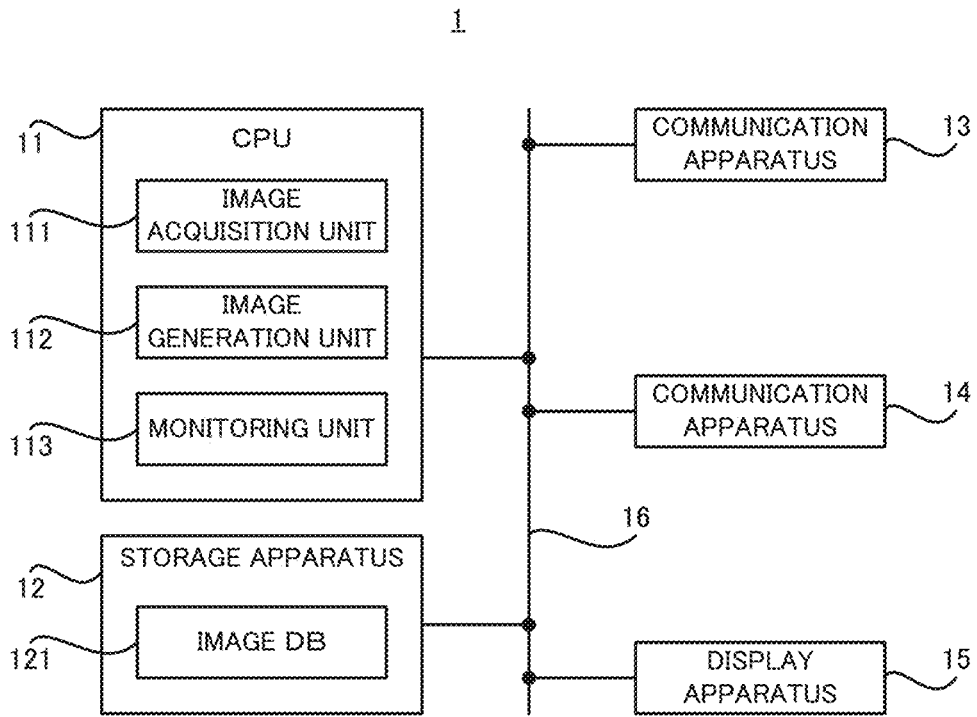 1
11
CPU
111
IMAGE
ACQUISITION UNIT
112
IMAGE
GENERATION UNIT
113
MONITORING UNIT
12
STORAGE APPARATUS
121
IMAGE DB
COMMUNICATION
APPARATUS
13
COMMUNICATION
APPARATUS
14
16
DISPLAY
APPARATUS
15